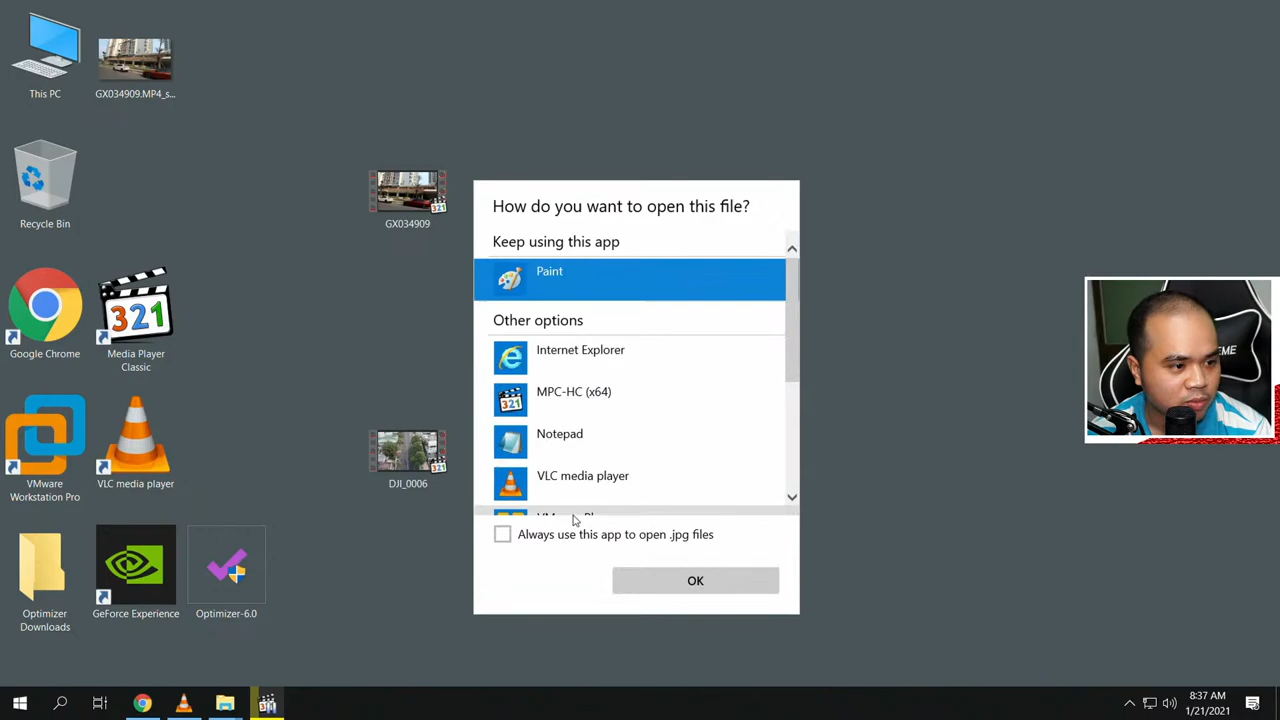 This PC
GX034909.MP4_s...
Recycle Bin
GX034909
Google Chrome
321
Media Player
Classic
VMware
Workstation Pro
VLC media player
DJI_0006
Optimizer
Downloads
GeForce Experience
Optimizer-6.0
How do you want to open this file?
Keep using this app
Paint
Other options
Internet Explorer
MPC-HC (x64)
Notepad
VLC media player
Always use this app to open .jpg files
OK
8:37 AM
1/21/2021